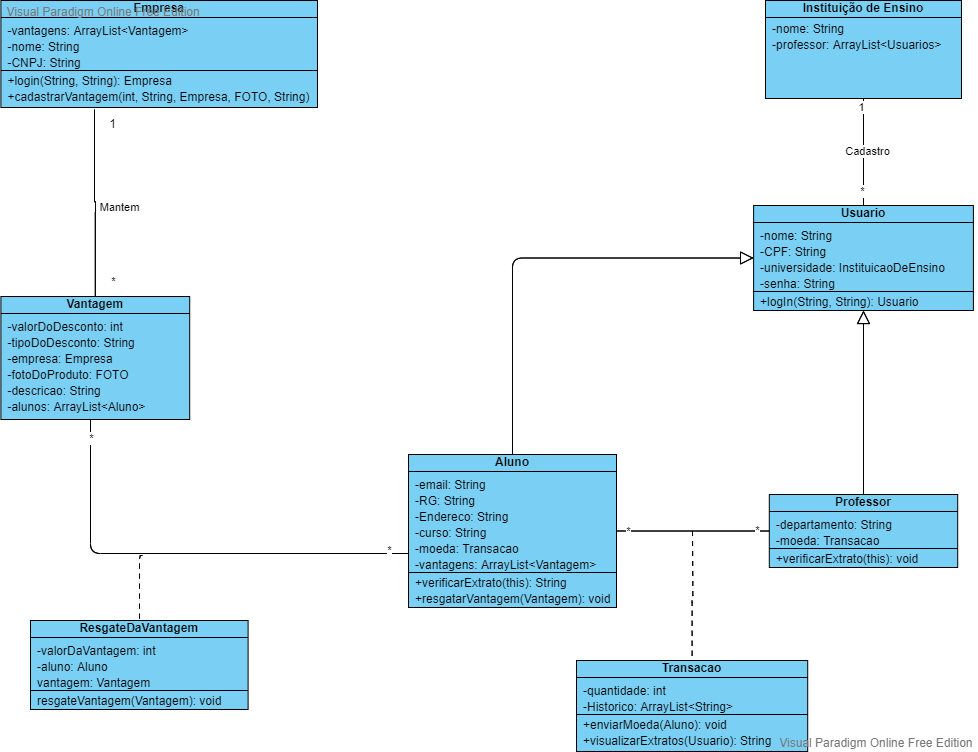 Visual Paradigm Online Free Edition
Empresa
-vantagens: ArrayList<Vantagem>
-nome: String
-CNPJ: String
+login(String, String): Empresa
+cadastrarVantagem(int, String, Empresa, FOTO, String)
1
Mantem
*
Instituição de Ensino
-nome: String
-professor: ArrayList<Usuarios>
1
Cadastro
*
Usuario
-nome: String
-CPF: String
-universidade: InstituicaoDeEnsino
-senha: String
+logIn(String, String): Usuario
Vantagem
-valorDoDesconto: int
-tipoDoDesconto: String
-empresa: Empresa
-fotoDoProduto: FOTO
-descricao: String
-alunos: ArrayList<Aluno>
*
*
Aluno
-email: String
-RG: String
-Endereco: String
-curso: String
-moeda: Transacao
-vantagens: ArrayList<Vantagem>
+verificarExtrato(this): String
+resgatarVantagem(Vantagem): void
*
*
Professor
-departamento: String
-moeda: Transacao
+verificarExtrato(this): void
ResgateDaVantagem
-valorDaVantagem: int
-aluno: Aluno
vantagem: Vantagem
resgateVantagem(Vantagem): void
Transacao
-quantidade: int
-Historico: ArrayList<String>
+enviarMoeda(Aluno): void
+visualizarExtratos(Usuario): String
Visual Paradigm Online Free Edition